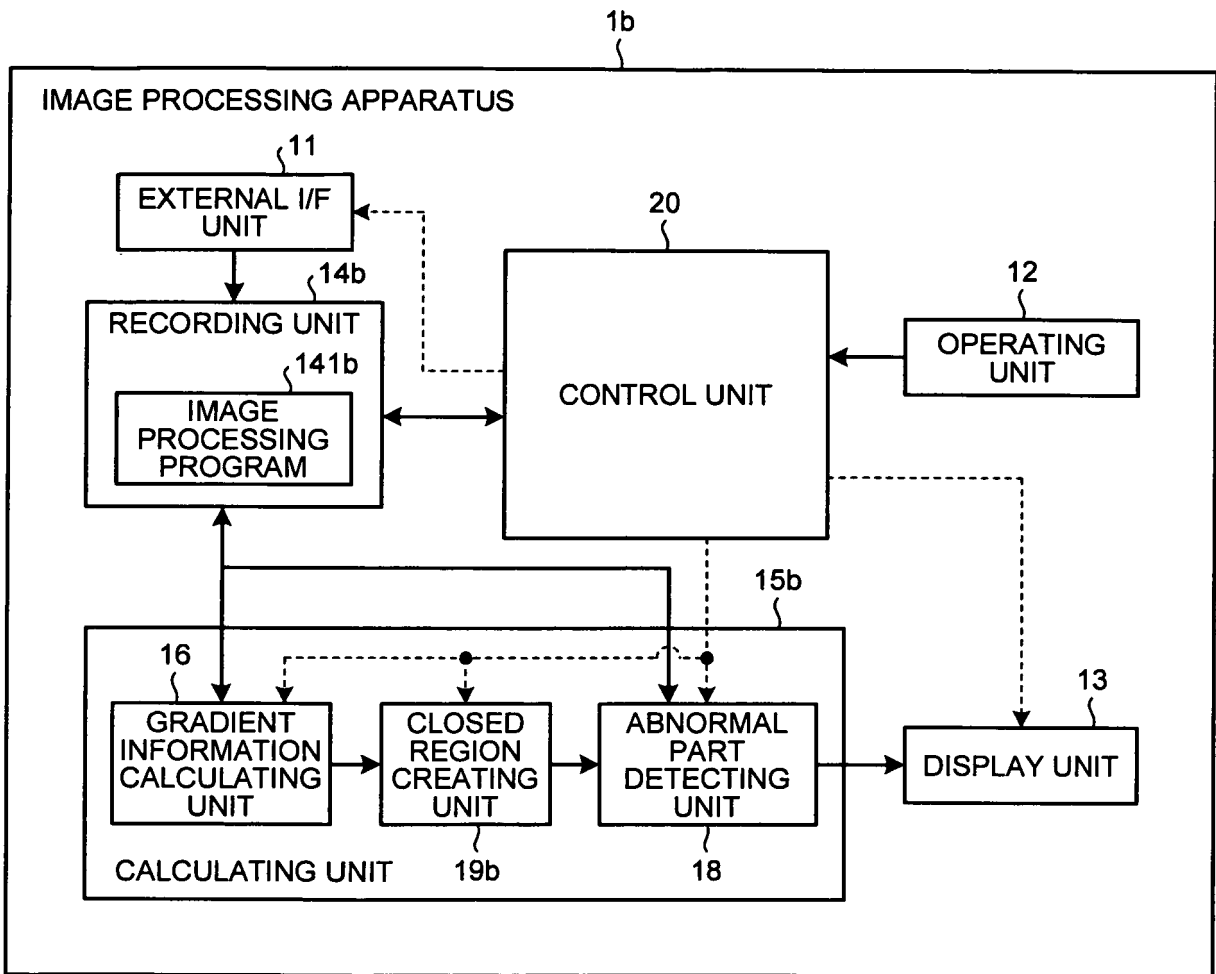 1b
IMAGE PROCESSING APPARATUS
11
EXTERNAL I/F
UNIT
20
CONTROL UNIT
12
OPERATING
UNIT
14b
RECORDING UNIT
141b
IMAGE
PROCESSING
PROGRAM
15b
16
GRADIENT
INFORMATION
CALCULATING
UNIT
CLOSED
REGION
CREATING
UNIT
19b
ABNORMAL
PART
DETECTING
UNIT
18
13
DISPLAY UNIT
CALCULATING UNIT